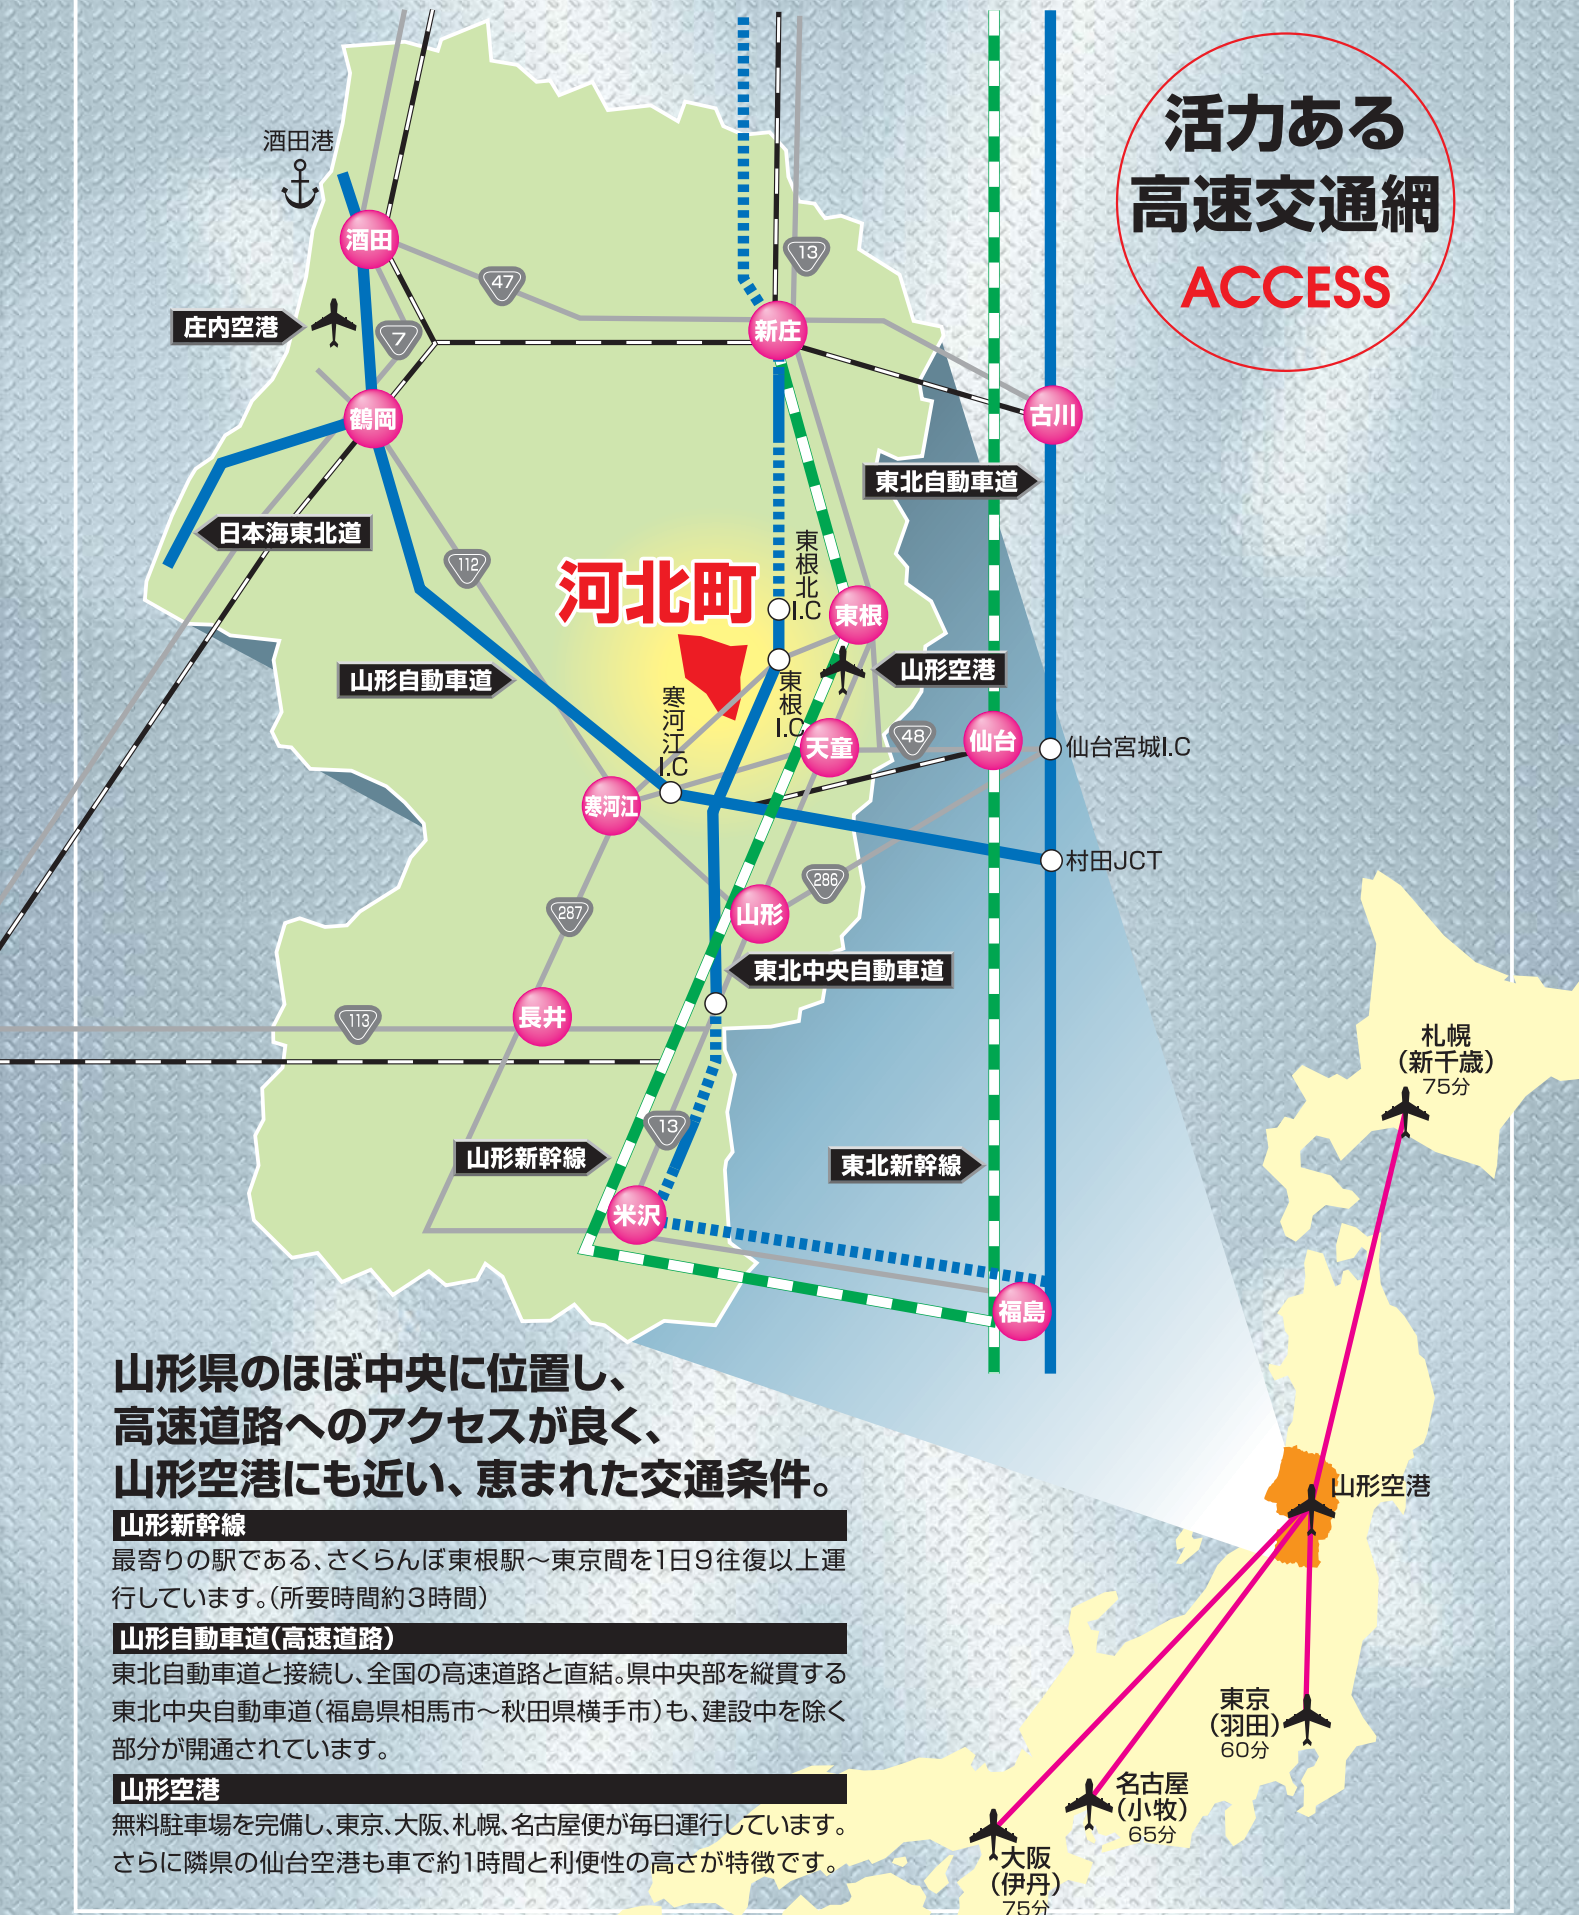 活力ある
高速交通網
ACCESS
酒田港
酒田
47
13
庄内空港
7
新庄
鶴岡
古川
東北自動車道
日本海東北道
112
東根北I.C
河北町
東根
山形空港
山形自動車道
東根I.C
寒河江I.C
天童
48
仙台
仙台宮城I.C
寒河江
村田JCT
286
287
山形
東北中央自動車道
長井
113
13
山形新幹線
東北新幹線
米沢
福島
札幌
(新千歳)
75分
山形空港
東京
(羽田)
60分
名古屋
(小牧)
65分
大阪
(伊丹)
75分
山形県のほぼ中央に位置し、
高速道路へのアクセスが良く、
山形空港にも近い、恵まれた交通条件。
山形新幹線
最寄りの駅である、さくらんぼ東根駅〜東京間を1日9往復以上運
行しています。(所要時間約3時間)
山形自動車道(高速道路)
東北自動車道と接続し、全国の高速道路と直結。県中央部を縦貫する
東北中央自動車道(福島県相馬市〜秋田県横手市)も、建設中を除く
部分が開通されています。
山形空港
無料駐車場を完備し、東京、大阪、札幌、名古屋便が毎日運行しています。
さらに隣県の仙台空港も車で約1時間と利便性の高さが特徴です。